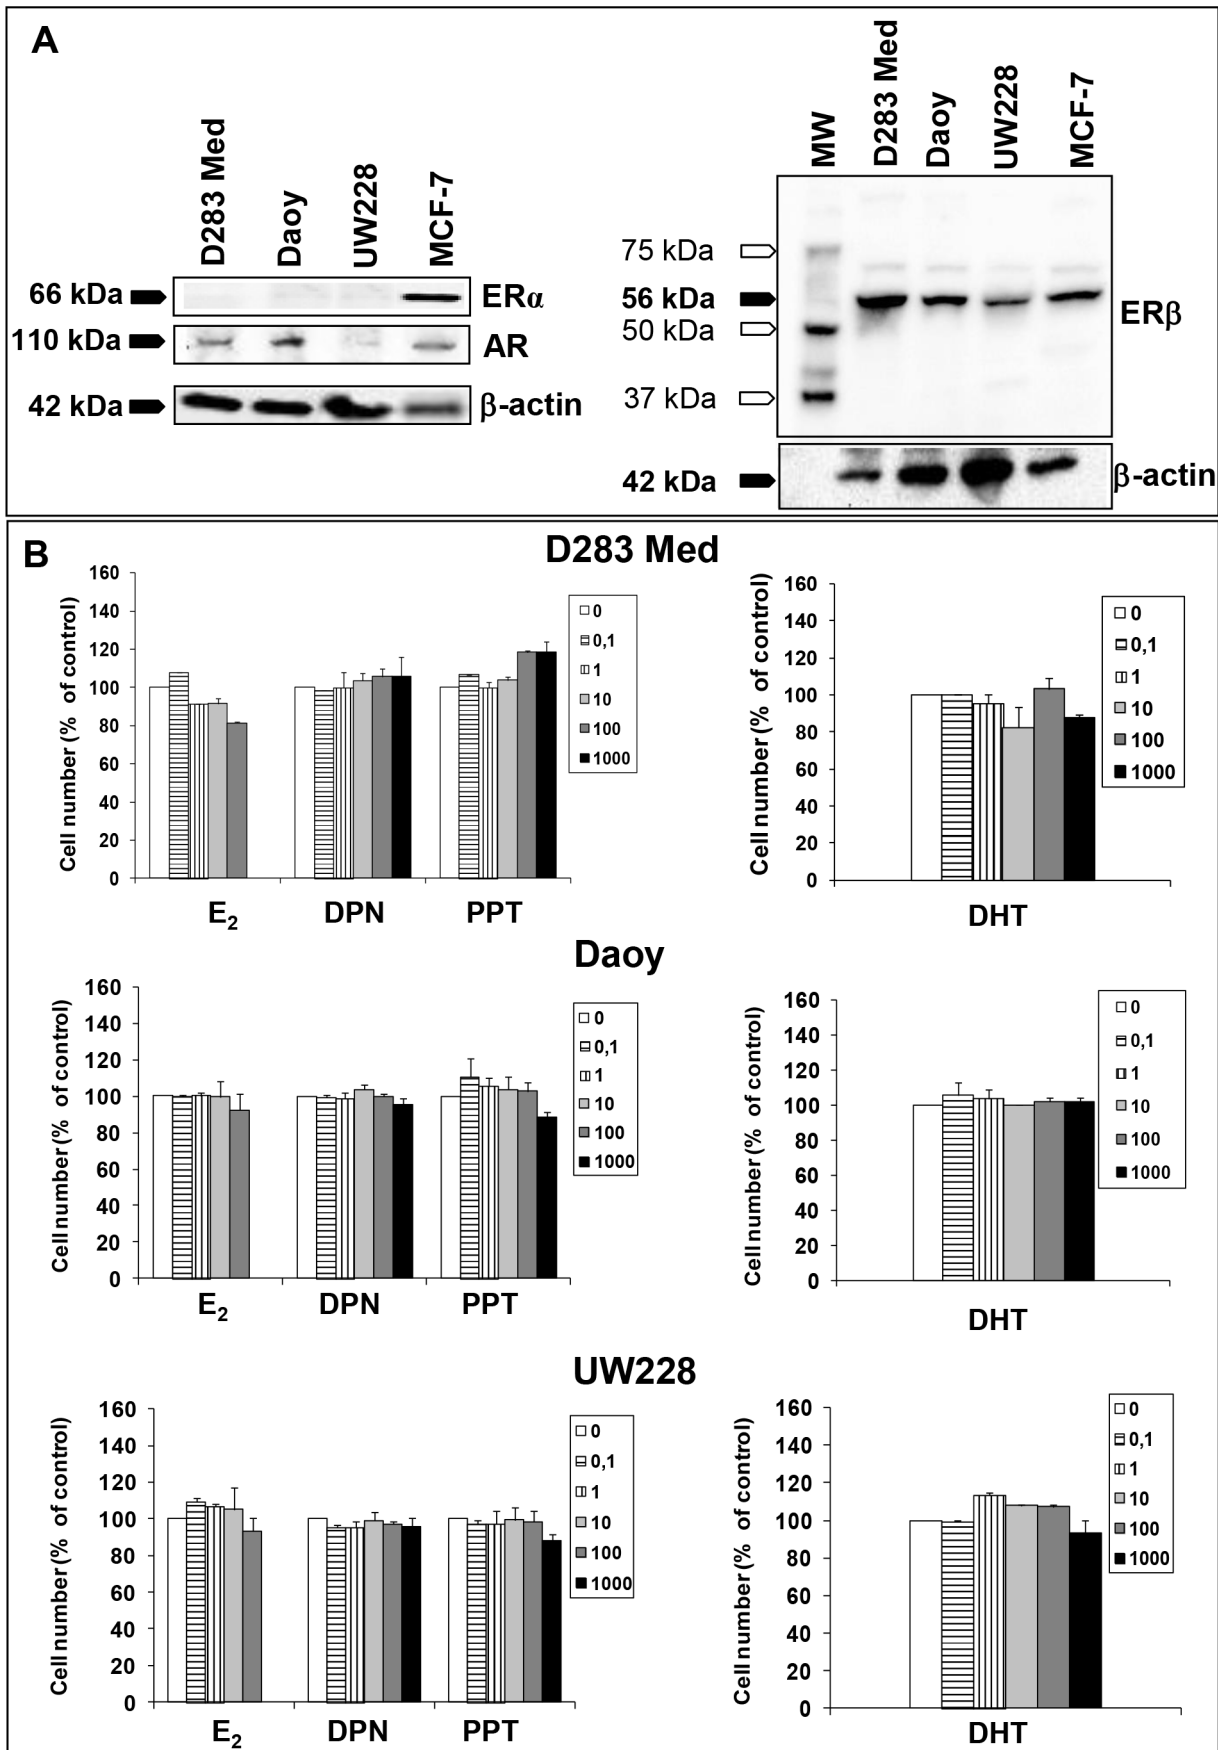 A
D283 Med
Daoy
UW228
MCF-7
66 kDa
ERα
110 kDa
AR
42 kDa
β-actin
MW
D283 Med
Daoy
UW228
MCF-7
75 kDa
56 kDa
50 kDa
37 kDa
ERβ
42 kDa
β-actin
B
D283 Med
Cell number (% of control)
160
140
120
100
80
60
40
20
0
E2
DPN
PPT
0
0,1
1
10
100
1000
Cell number (% of control)
160
140
120
100
80
60
40
20
0
DHT
0
0,1
1
10
100
1000
Daoy
Cell number (% of control)
160
140
120
100
80
60
40
20
0
E2
DPN
PPT
0
0,1
1
10
100
1000
Cell number (% of control)
160
140
120
100
80
60
40
20
0
DHT
0
0,1
1
10
100
1000
UW228
Cell number (% of control)
160
140
120
100
80
60
40
20
0
E2
DPN
PPT
0
0,1
1
10
100
1000
Cell number (% of control)
160
140
120
100
80
60
40
20
0
DHT
0
0,1
1
10
100
1000